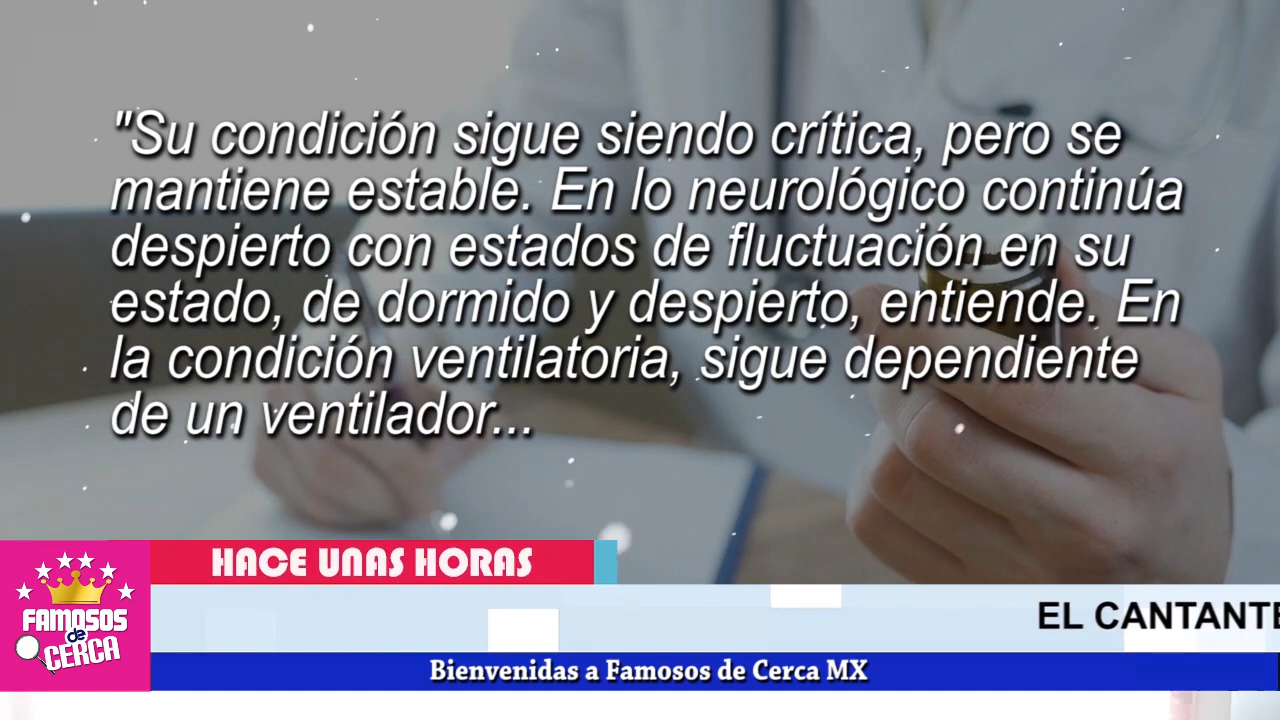 "Su condición sigue siendo crítica, pero se
mantiene estable. En lo neurológico continúa
despierto con estados de fluctuación en su
estado, de dormido y despierto, entiende. En
la condición ventilatoria, sigue dependiente
de un ventilador...
HACE UNAS HORAS
FAMOSOS
de
CERCA
EL CANTANTE
Bienvenidas a Famosos de Cerca MX